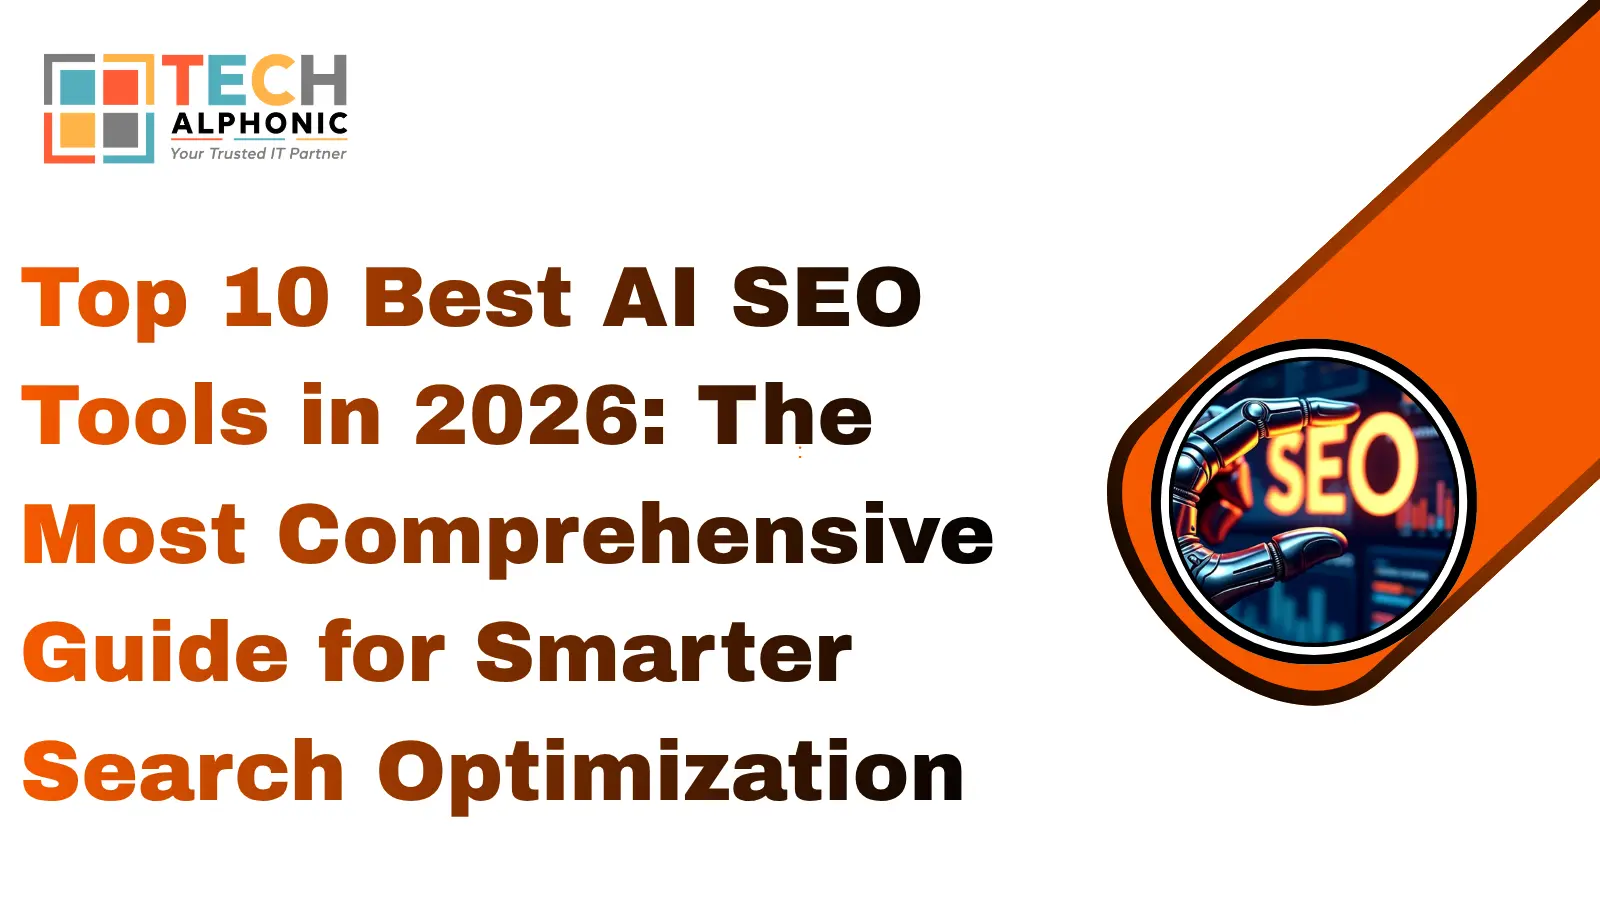 TECH
ALPHONIC
Your Trusted IT Partner
Top 10 Best AI SEO
Tools in 2026: The
Most Comprehensive
Guide for Smarter
Search Optimization
SEO